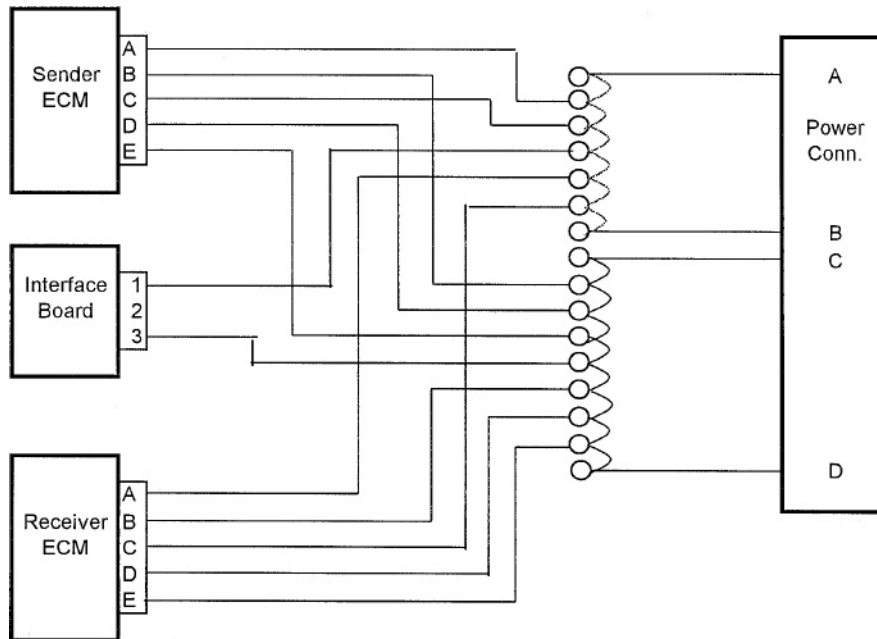 Sender
ECM
A
B
C
D
E
Interface
Board
1
2
3
Receiver
ECM
A
B
C
D
E
A
Power
Conn.
B
C
D